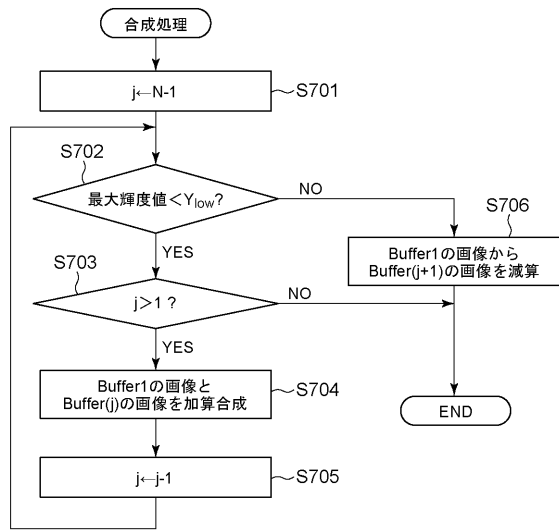 合成処理
j←N-1
S701
S702
最大輝度値＜Ylow?
NO
YES
S706
Buffer1の画像から
Buffer(j+1)の画像を減算
S703
j＞1？
NO
YES
Buffer1の画像と
Buffer(j)の画像を加算合成
S704
END
j←j-1
S705